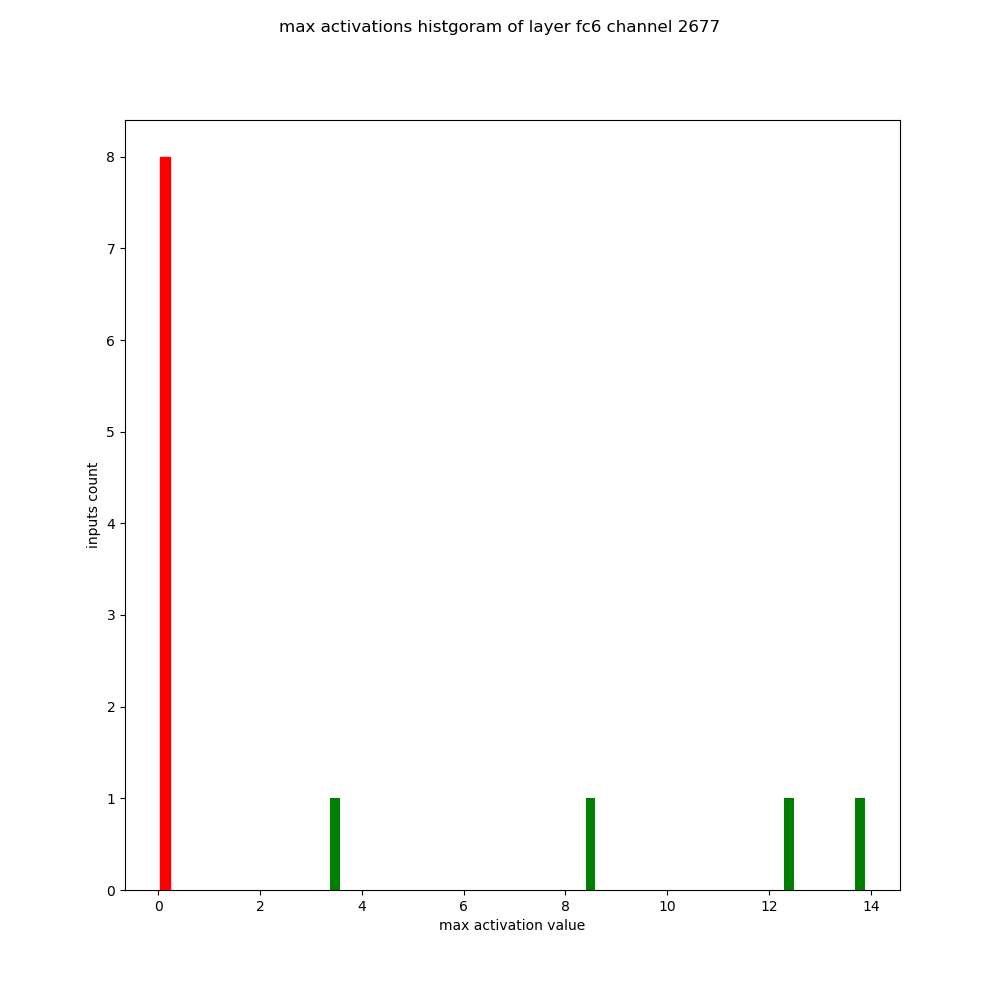 max activations histgoram of layer fc6 channel 2677
8
7
6
5
4
3
2
1
0
inputs count
0 2 4 6 8 10 12 14
max activation value